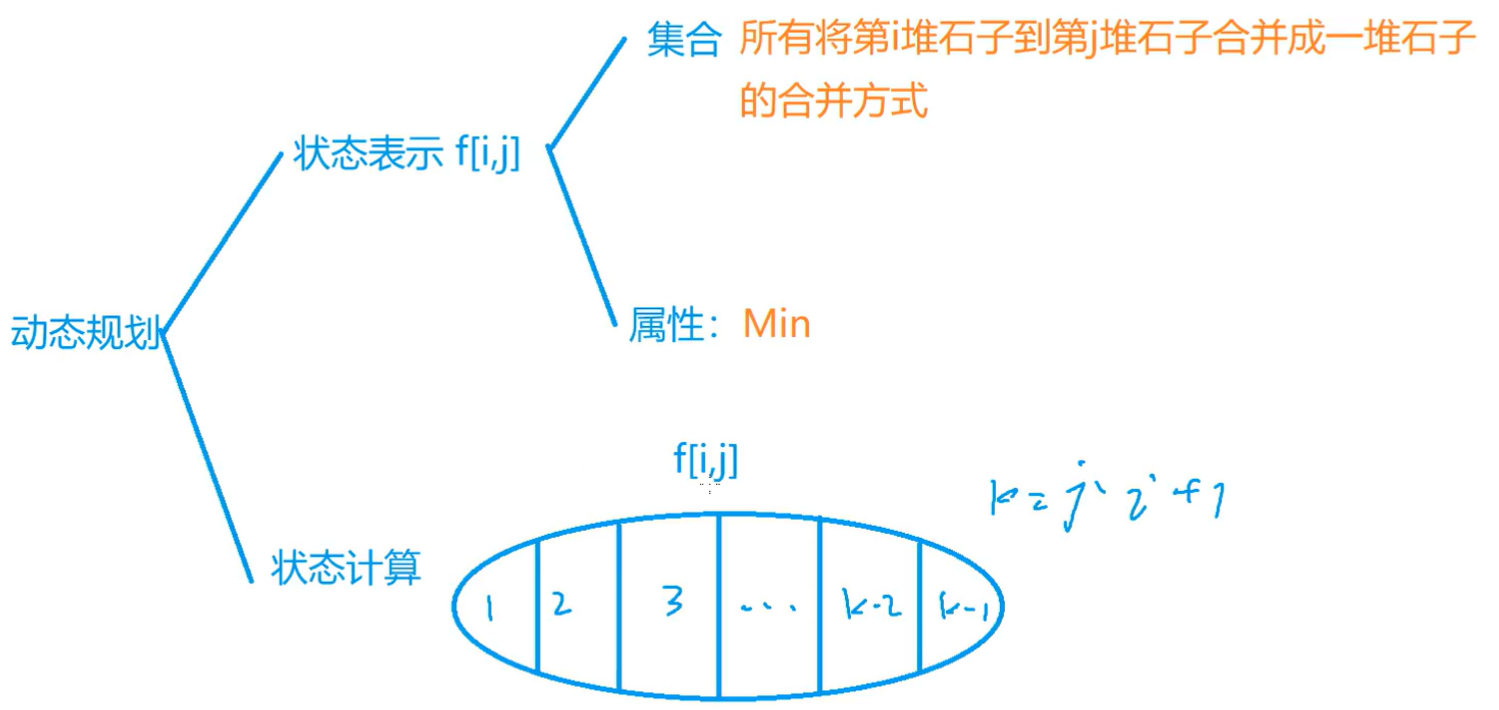 集合 所有将第i堆石子到第j堆石子合并成一堆石子
的合并方式
状态表示 f[i,j]
动态规划
属性：Min
f[i,j]
k=j-i+1
状态计算
1 2 3 ... k-2 k-1